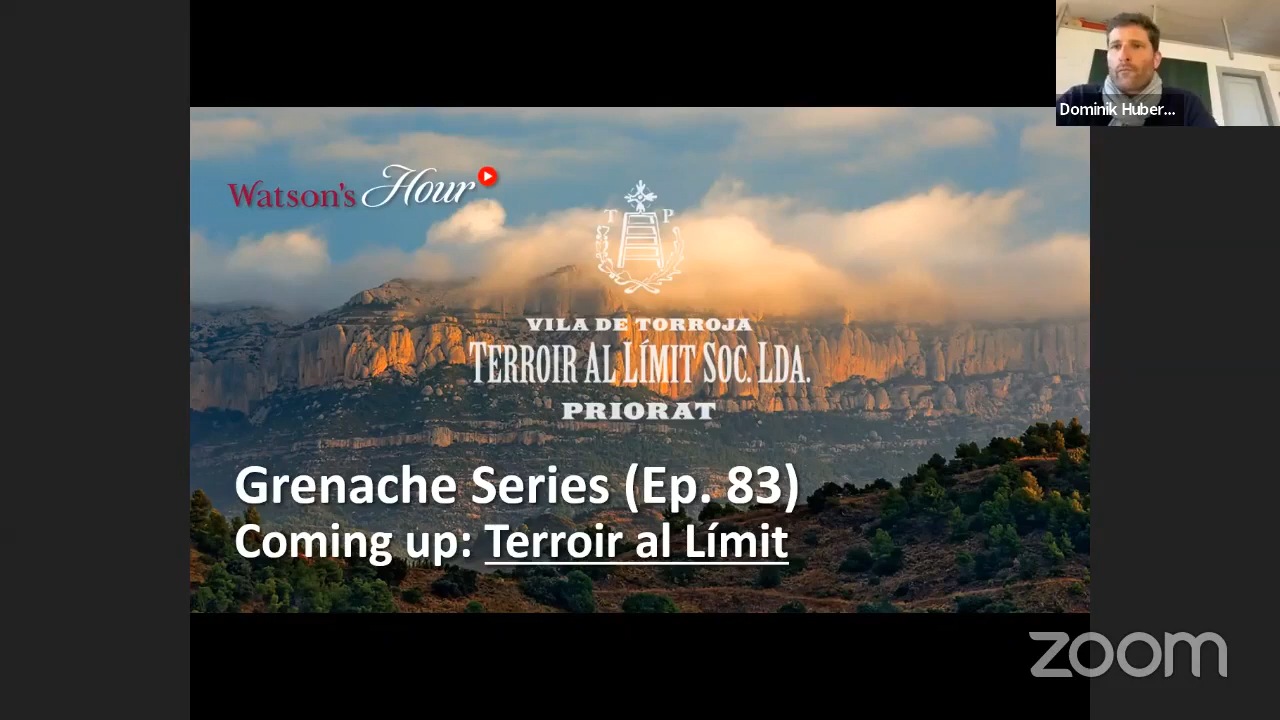 Dominik Huber...
Watson's Hour
T P
VILA DE TORROJA
TERROIR AL LÍMIT SOC. LDA.
PRIORAT
Grenache Series (Ep. 83)
Coming up: Terroir al Límit
zoom